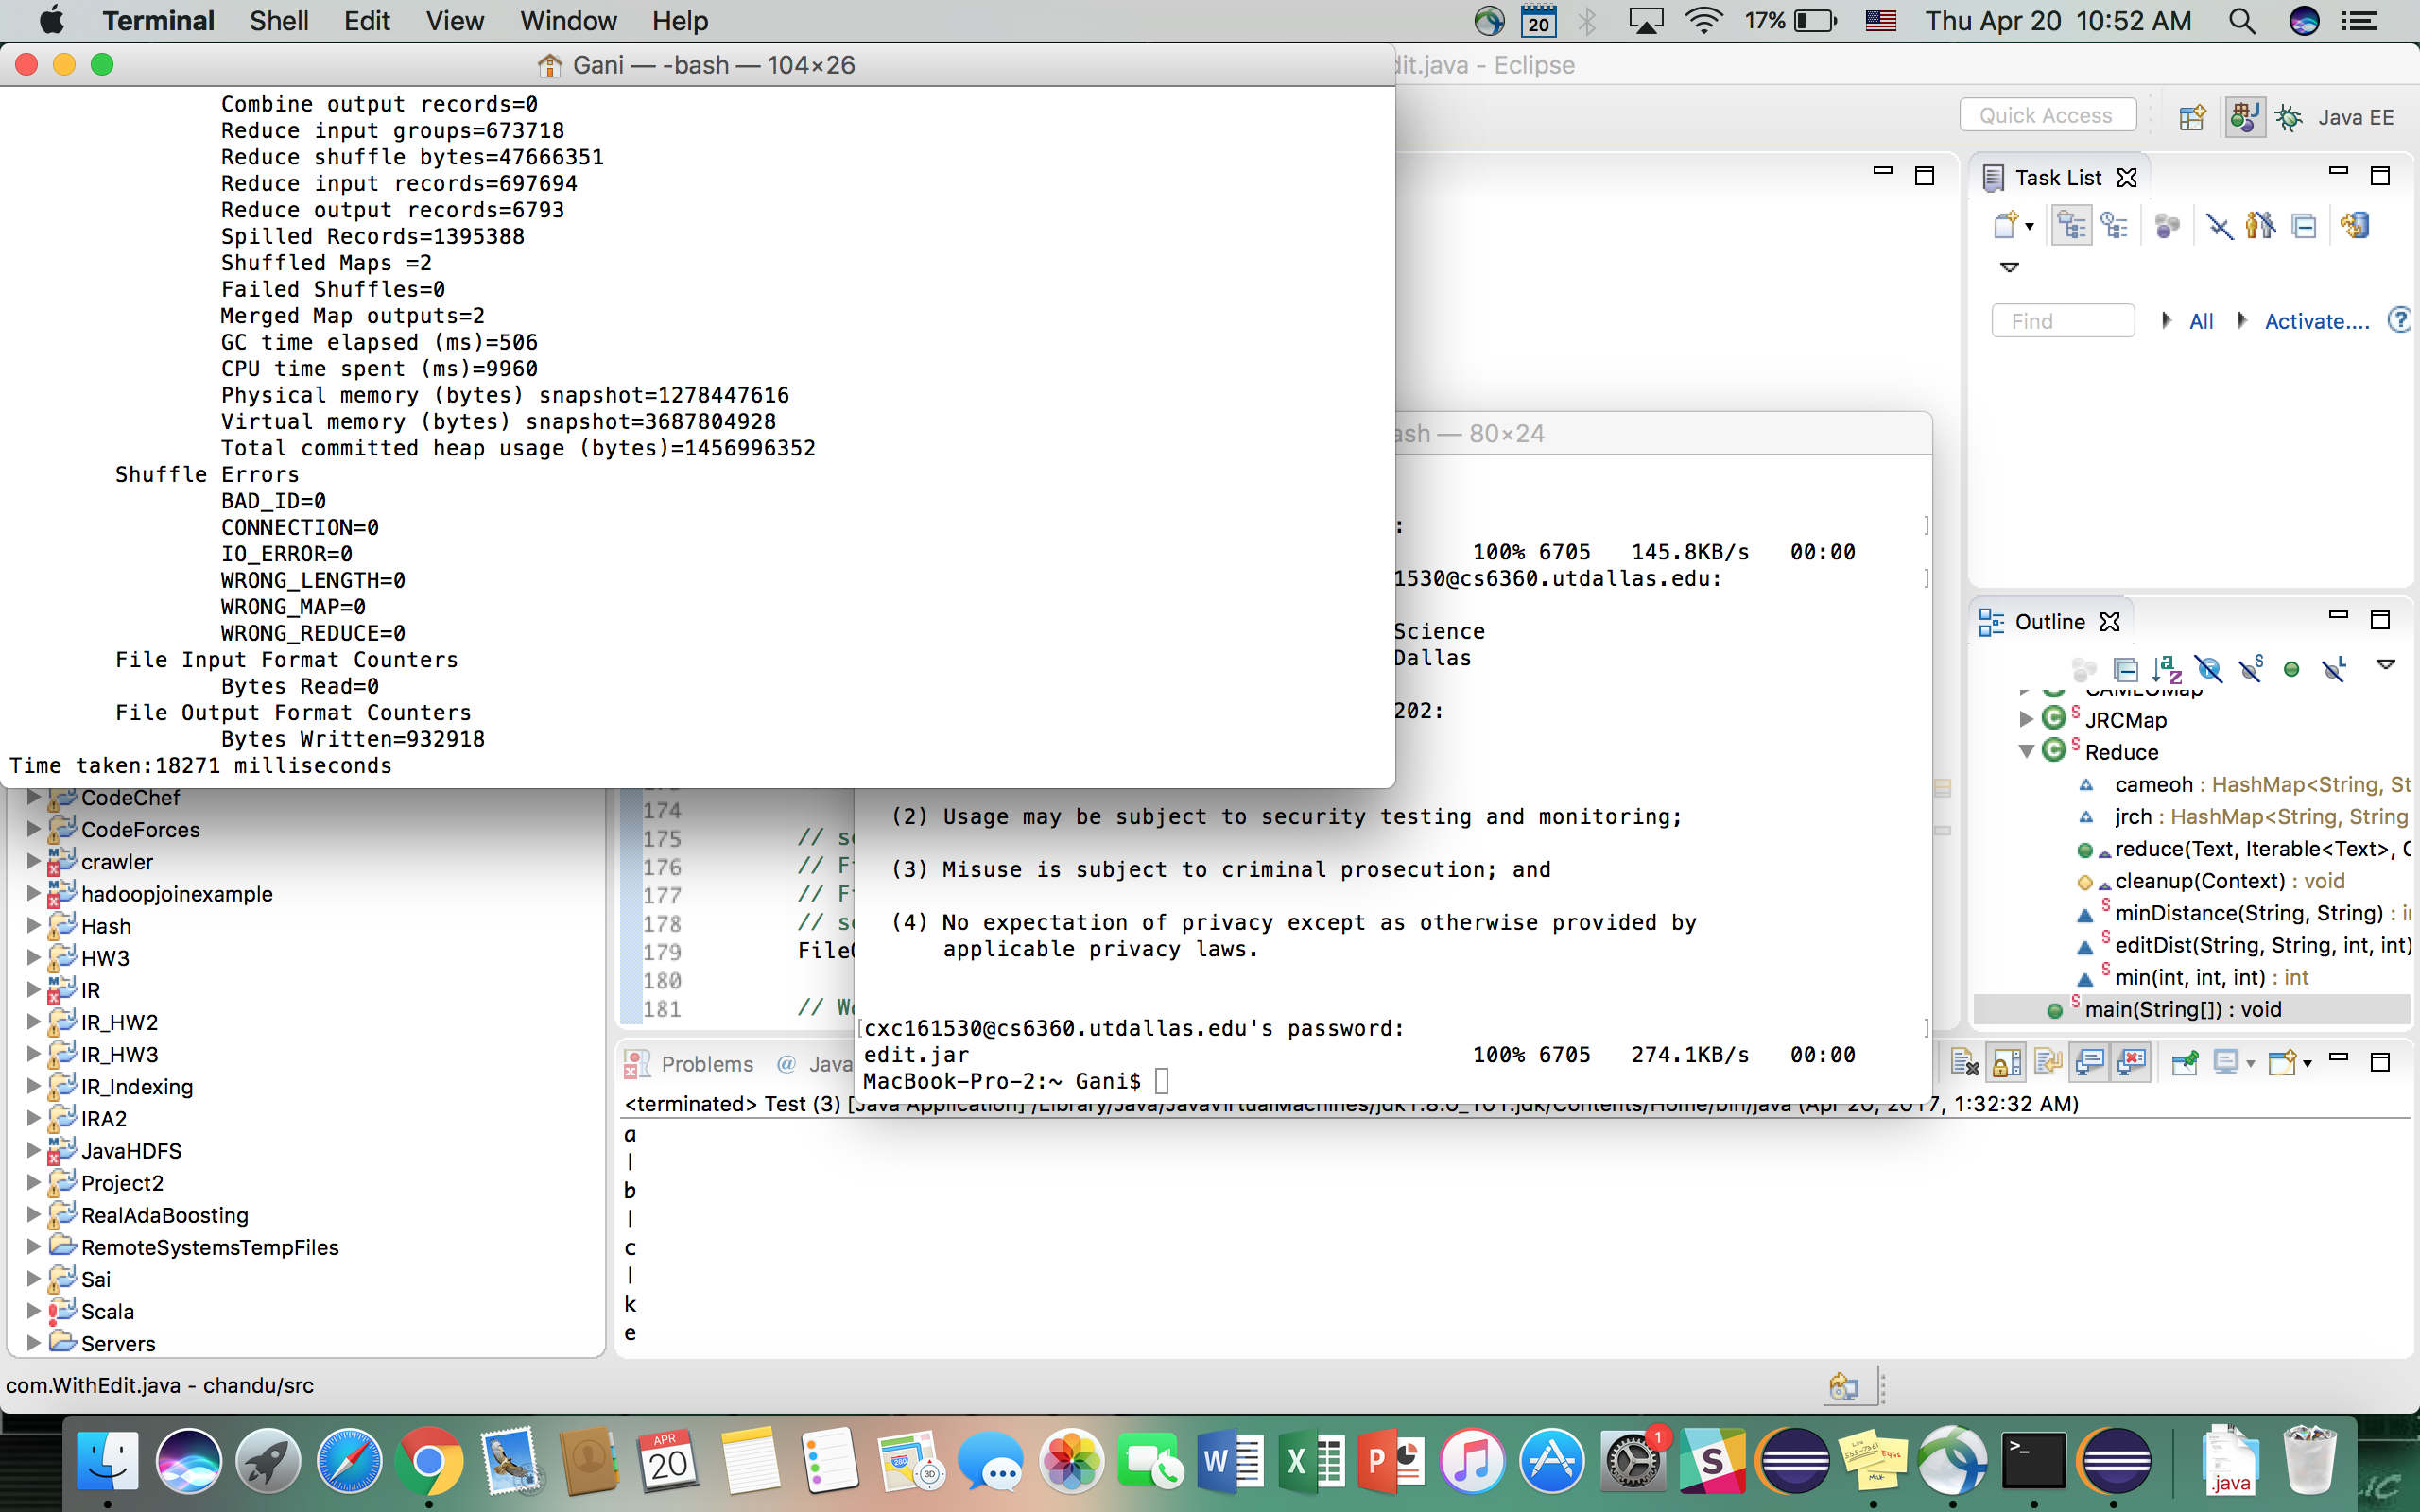 Terminal Shell Edit View Window Help 20 17% Thu Apr 20 10:52 AM
Gani — -bash — 104×26
dit.java - Eclipse
Combine output records=0
Reduce input groups=673718
Reduce shuffle bytes=47666351
Reduce input records=697694
Reduce output records=6793
Spilled Records=1395388
Shuffled Maps =2
Failed Shuffles=0
Merged Map outputs=2
GC time elapsed (ms)=506
CPU time spent (ms)=9960
Physical memory (bytes) snapshot=1278447616
Virtual memory (bytes) snapshot=3687804928
Total committed heap usage (bytes)=1456996352
Shuffle Errors
BAD_ID=0
CONNECTION=0
IO_ERROR=0
WRONG_LENGTH=0
WRONG_MAP=0
WRONG_REDUCE=0
File Input Format Counters
Bytes Read=0
File Output Format Counters
Bytes Written=932918
Time taken:18271 milliseconds
Quick Access Java EE
Task List
Find All Activate....
ash — 80×24
:
100% 6705 145.8KB/s 00:00
1530@cs6360.utdallas.edu:
Science
Dallas
202:
(2) Usage may be subject to security testing and monitoring;
(3) Misuse is subject to criminal prosecution; and
(4) No expectation of privacy except as otherwise provided by
applicable privacy laws.
[cxc161530@cs6360.utdallas.edu's password: ]
edit.jar 100% 6705 274.1KB/s 00:00
MacBook-Pro-2:~ Gani$
Outline
CAMEOMap
JRCMap
Reduce
cameoh : HashMap<String, St
jrch : HashMap<String, String
reduce(Text, Iterable<Text>, C
cleanup(Context) : void
minDistance(String, String) : i
editDist(String, String, int, int)
min(int, int, int) : int
main(String[]) : void
CodeChef
CodeForces
crawler
hadoopjoinexample
Hash
HW3
IR
IR_HW2
IR_HW3
IR_Indexing
IRA2
JavaHDFS
Project2
RealAdaBoosting
RemoteSystemsTempFiles
Sai
Scala
Servers
174
175 // se
176 // F
177 // F
178 // se
179 File
180
181 // W
Problems @ Java
<terminated> Test (3) [Java Application] /Library/Java/JavaVirtualMachines/jdk1.8.0_101.jdk/Contents/Home/bin/java (Apr 20, 2017, 1:32:32 AM)
a
|
b
|
c
|
k
e
com.WithEdit.java - chandu/src
APR
20
280
3D
W
X
P
1
S
.java